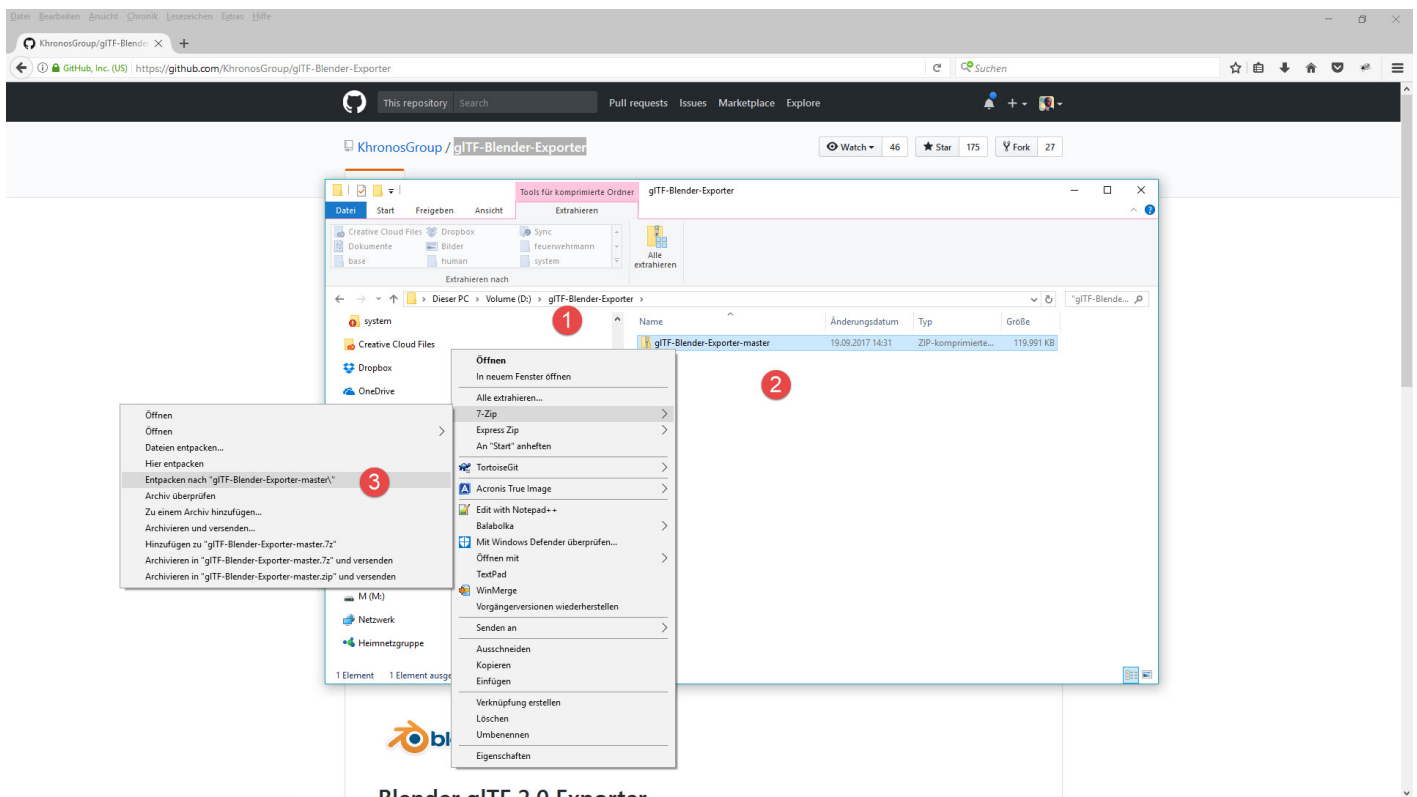 Datei Bearbeiten Ansicht Chronik Lesezeichen Extras Hilfe
KhronosGroup/glTF-Blende
GitHub, Inc. (US) https://github.com/KhronosGroup/glTF-Blender-Exporter
Suchen
This repository Search Pull requests Issues Marketplace Explore
KhronosGroup / glTF-Blender-Exporter
Watch 46 Star 175 Fork 27
Tools für komprimierte Ordner glTF-Blender-Exporter
Datei Start Freigeben Ansicht Extrahieren
Creative Cloud Files Dropbox Sync
Dokumente Bilder feuerwehrmann
base human system
Alle
extrahieren
Extrahieren nach
Dieser PC > Volume (D:) > glTF-Blender-Exporter >
"glTF-Blende...
system
Creative Cloud Files
Dropbox
OneDrive
1
Name Änderungsdatum Typ Größe
glTF-Blender-Exporter-master 19.09.2017 14:31 ZIP-komprimierte... 119.991 KB
2
Öffnen
In neuem Fenster öffnen
Alle extrahieren...
7-Zip
Express Zip
An "Start" anheften
TortoiseGit
Acronis True Image
Edit with Notepad++
Balabolka
Mit Windows Defender überprüfen...
Öffnen mit
TextPad
WinMerge
Vorgängerversionen wiederherstellen
Senden an
Ausschneiden
Kopieren
Einfügen
Verknüpfung erstellen
Löschen
Umbenennen
Eigenschaften
Öffnen
Öffnen
Dateien entpacken...
Hier entpacken
Entpacken nach "glTF-Blender-Exporter-master\"
3
Archiv überprüfen
Zu einem Archiv hinzufügen...
Archivieren und versenden...
Hinzufügen zu "glTF-Blender-Exporter-master.7z"
Archivieren in "glTF-Blender-Exporter-master.7z" und versenden
Archivieren in "glTF-Blender-Exporter-master.zip" und versenden
M (M:)
Netzwerk
Heimnetzgruppe
1 Element 1 Element ausge
bl
Blender glTF 2.0 Exporter